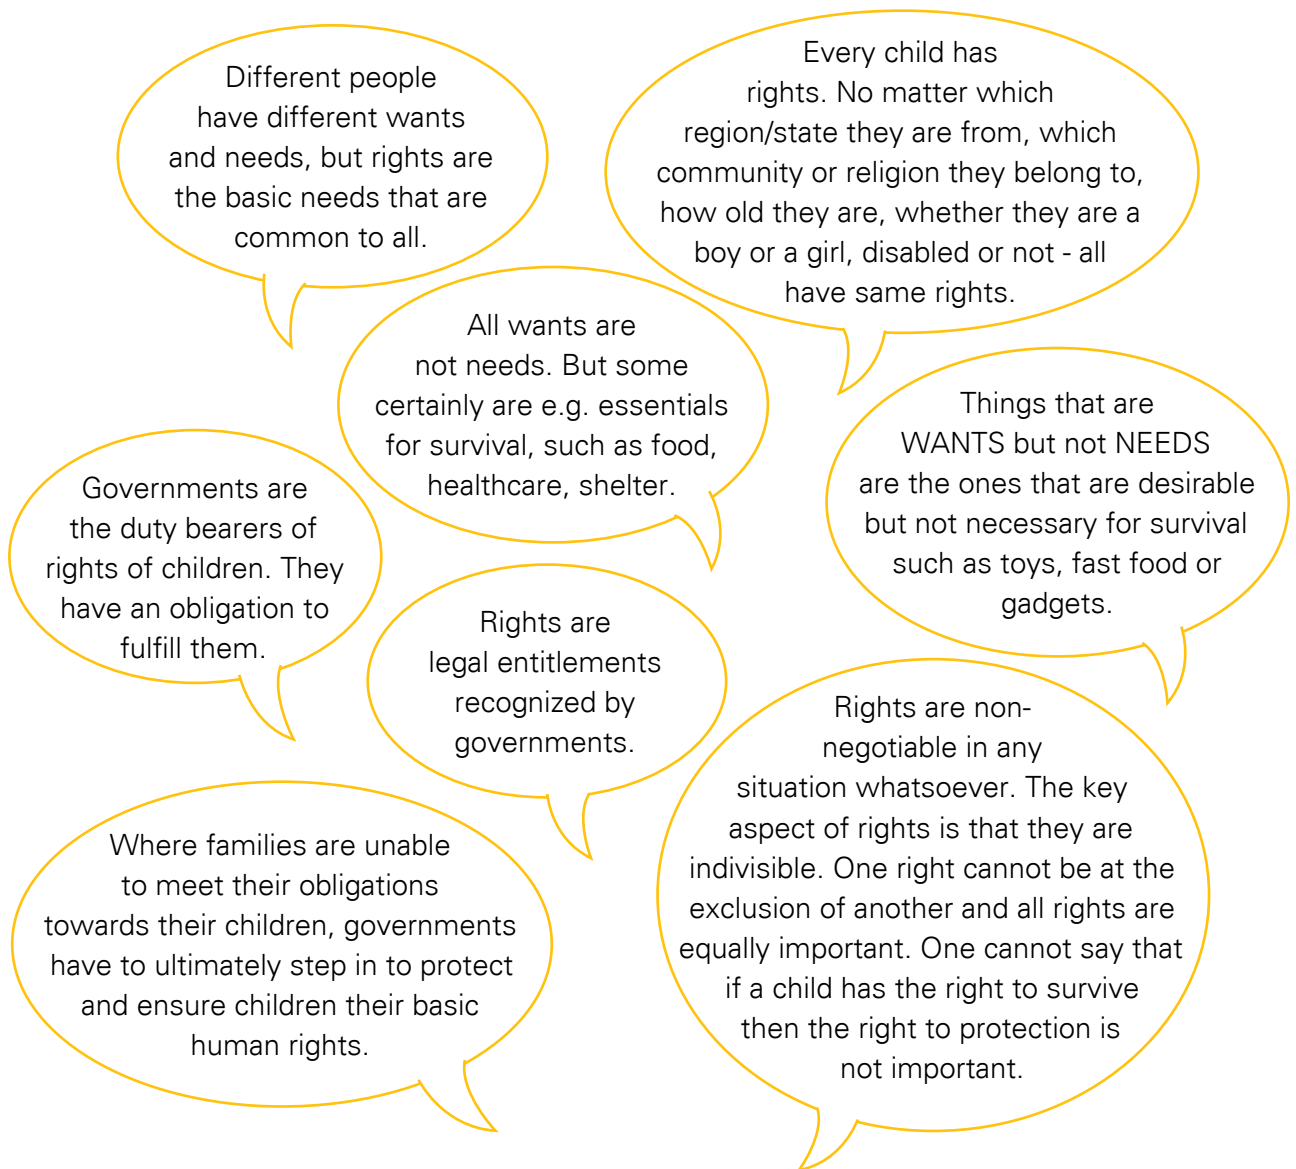 Different people
have different wants
and needs, but rights are
the basic needs that are
common to all.
Every child has
rights. No matter which
region/state they are from, which
community or religion they belong to,
how old they are, whether they are a
boy or a girl, disabled or not - all
have same rights.
All wants are
not needs. But some
certainly are e.g. essentials
for survival, such as food,
healthcare, shelter.
Things that are
WANTS but not NEEDS
are the ones that are desirable
but not necessary for survival
such as toys, fast food or
gadgets.
Governments are
the duty bearers of
rights of children. They
have an obligation to
fulfill them.
Rights are
legal entitlements
recognized by
governments.
Rights are non-
negotiable in any
situation whatsoever. The key
aspect of rights is that they are
indivisible. One right cannot be at the
exclusion of another and all rights are
equally important. One cannot say that
if a child has the right to survive
then the right to protection is
not important.
Where families are unable
to meet their obligations
towards their children, governments
have to ultimately step in to protect
and ensure children their basic
human rights.